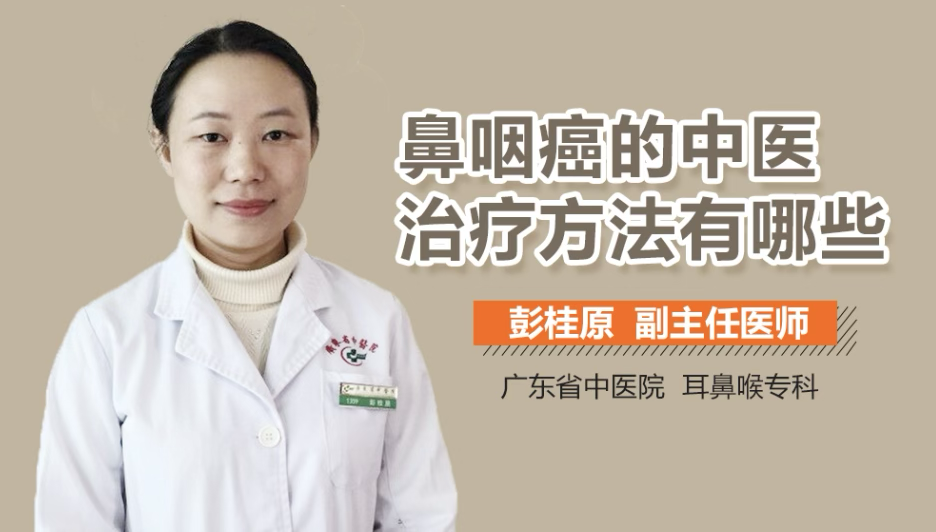 鼻咽癌的中医
治疗方法有哪些
彭桂原 副主任医师
广东省中医院 耳鼻喉专科